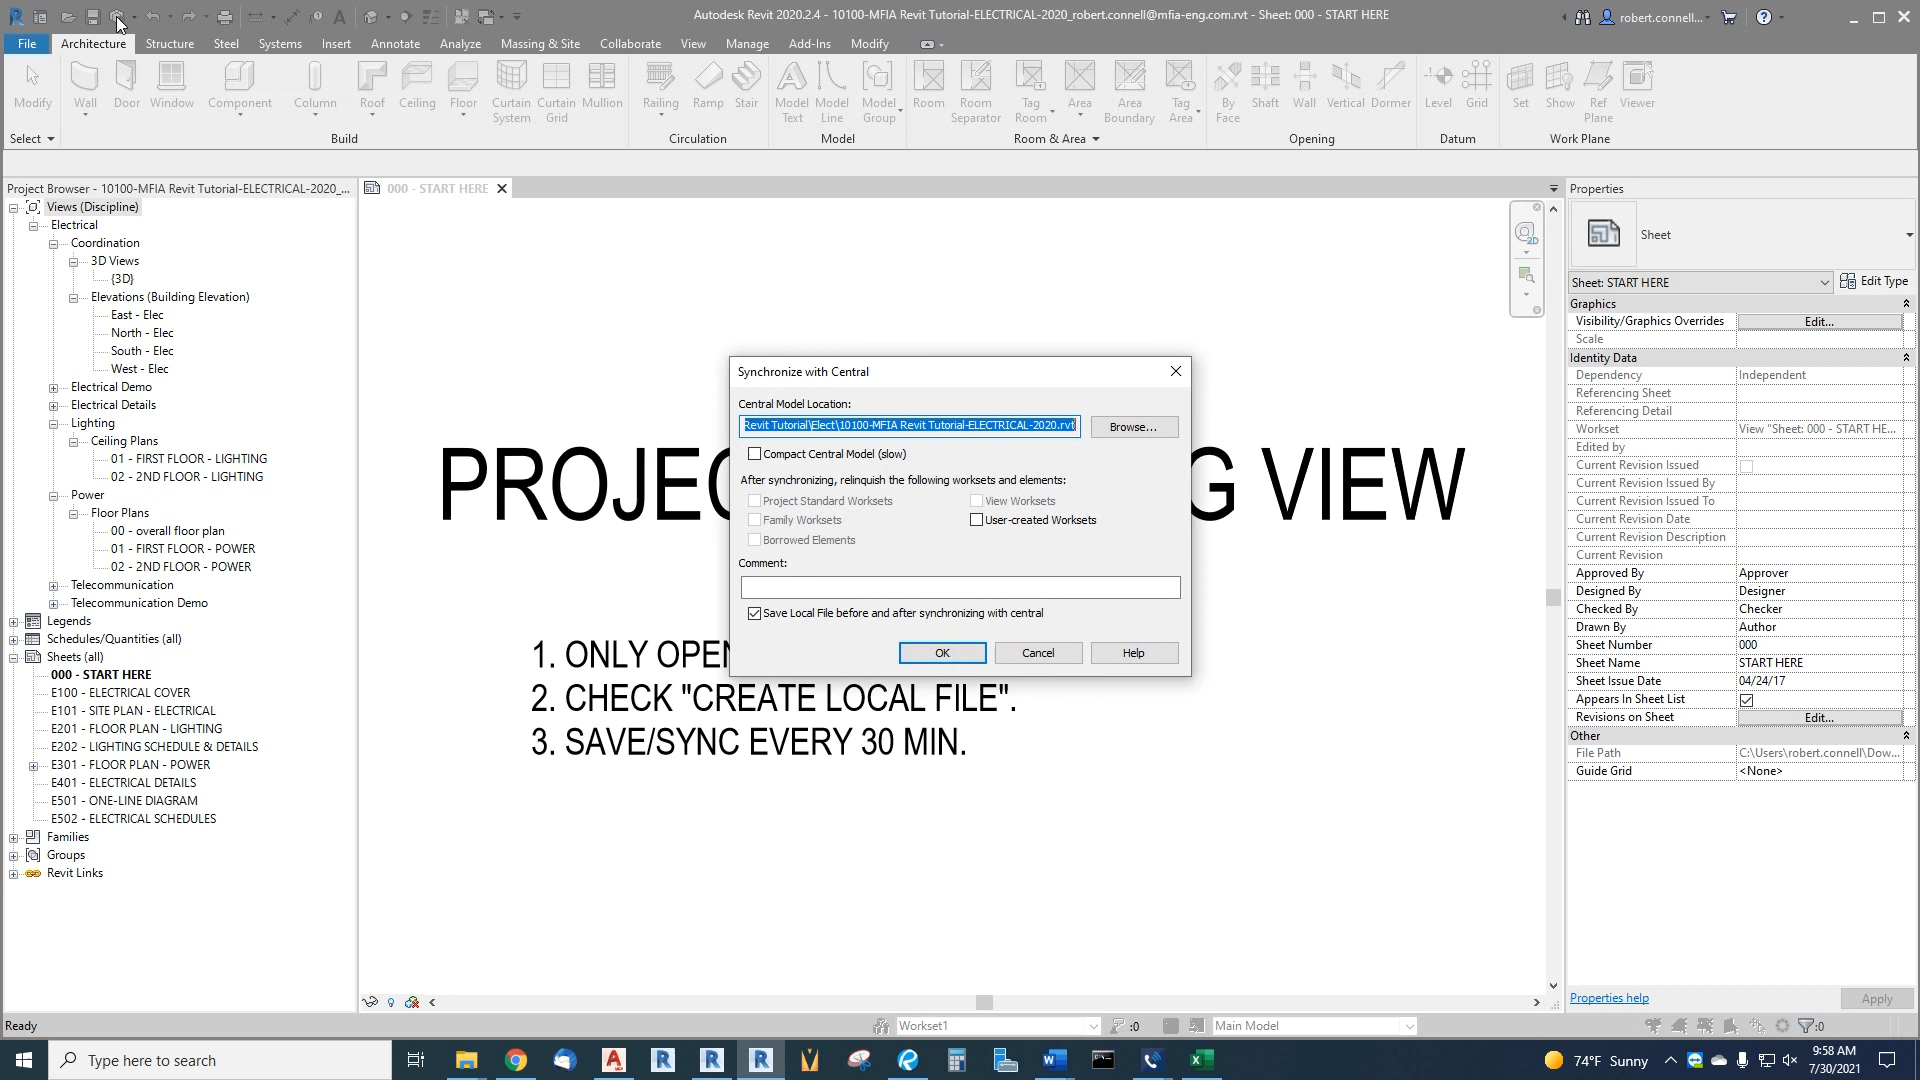 Autodesk Revit 2020.2.4 - 10100-MFIA Revit Tutorial-ELECTRICAL-2020_robert.connell@mfia-eng.com.rvt - Sheet: 000 - START HERE
robert.connell...
File Architecture Structure Steel Systems Insert Annotate Analyze Massing & Site Collaborate View Manage Add-Ins Modify
Modify Wall Door Window Component Column Roof Ceiling Floor Curtain System Curtain Grid Mullion Railing Ramp Stair Model Text Model Line Model Group Room Room Separator Tag Room Area Area Boundary Tag Area By Face Shaft Wall Vertical Dormer Level Grid Set Show Ref Plane Viewer
Select Build Circulation Model Room & Area Opening Datum Work Plane
Project Browser - 10100-MFIA Revit Tutorial-ELECTRICAL-2020_...
Views (Discipline)
Electrical
Coordination
3D Views
{3D}
Elevations (Building Elevation)
East - Elec
North - Elec
South - Elec
West - Elec
Electrical Demo
Electrical Details
Lighting
Ceiling Plans
01 - FIRST FLOOR - LIGHTING
02 - 2ND FLOOR - LIGHTING
Power
Floor Plans
00 - overall floor plan
01 - FIRST FLOOR - POWER
02 - 2ND FLOOR - POWER
Telecommunication
Telecommunication Demo
Legends
Schedules/Quantities (all)
Sheets (all)
000 - START HERE
E100 - ELECTRICAL COVER
E101 - SITE PLAN - ELECTRICAL
E201 - FLOOR PLAN - LIGHTING
E202 - LIGHTING SCHEDULE & DETAILS
E301 - FLOOR PLAN - POWER
E401 - ELECTRICAL DETAILS
E501 - ONE-LINE DIAGRAM
E502 - ELECTRICAL SCHEDULES
Families
Groups
Revit Links
000 - START HERE
2D
PROJEC
G VIEW
1. ONLY OPEN
2. CHECK "CREATE LOCAL FILE".
3. SAVE/SYNC EVERY 30 MIN.
Synchronize with Central
Central Model Location:
Revit Tutorial\Elect\10100-MFIA Revit Tutorial-ELECTRICAL-2020.rvt
Browse...
Compact Central Model (slow)
After synchronizing, relinquish the following worksets and elements:
Project Standard Worksets View Worksets
Family Worksets User-created Worksets
Borrowed Elements
Comment:
Save Local File before and after synchronizing with central
OK Cancel Help
Properties
Sheet
Sheet: START HERE Edit Type
Graphics
Visibility/Graphics Overrides Edit...
Scale
Identity Data
Dependency Independent
Referencing Sheet
Referencing Detail
Workset View "Sheet: 000 - START HE...
Edited by
Current Revision Issued
Current Revision Issued By
Current Revision Issued To
Current Revision Date
Current Revision Description
Current Revision
Approved By Approver
Designed By Designer
Checked By Checker
Drawn By Author
Sheet Number 000
Sheet Name START HERE
Sheet Issue Date 04/24/17
Appears In Sheet List
Revisions on Sheet Edit...
Other
File Path C:\Users\robert.connell\Dow...
Guide Grid <None>
Properties help Apply
Ready Workset1 :0 Main Model :0
Type here to search
74°F Sunny
9:58 AM
7/30/2021